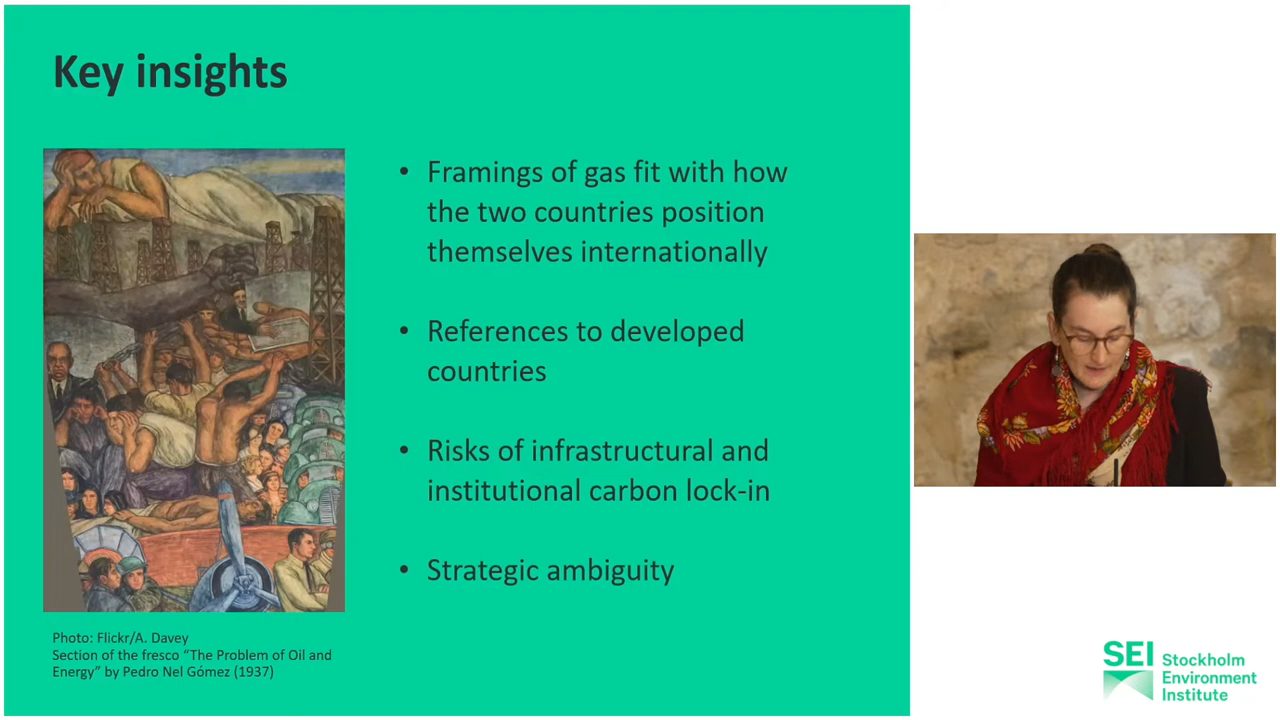 Key insights
• Framings of gas fit with how
the two countries position
themselves internationally
• References to developed
countries
• Risks of infrastructural and
institutional carbon lock-in
• Strategic ambiguity
Photo: Flickr/A. Davey
Section of the fresco “The Problem of Oil and
Energy” by Pedro Nel Gómez (1937)
SEI Stockholm
Environment
Institute